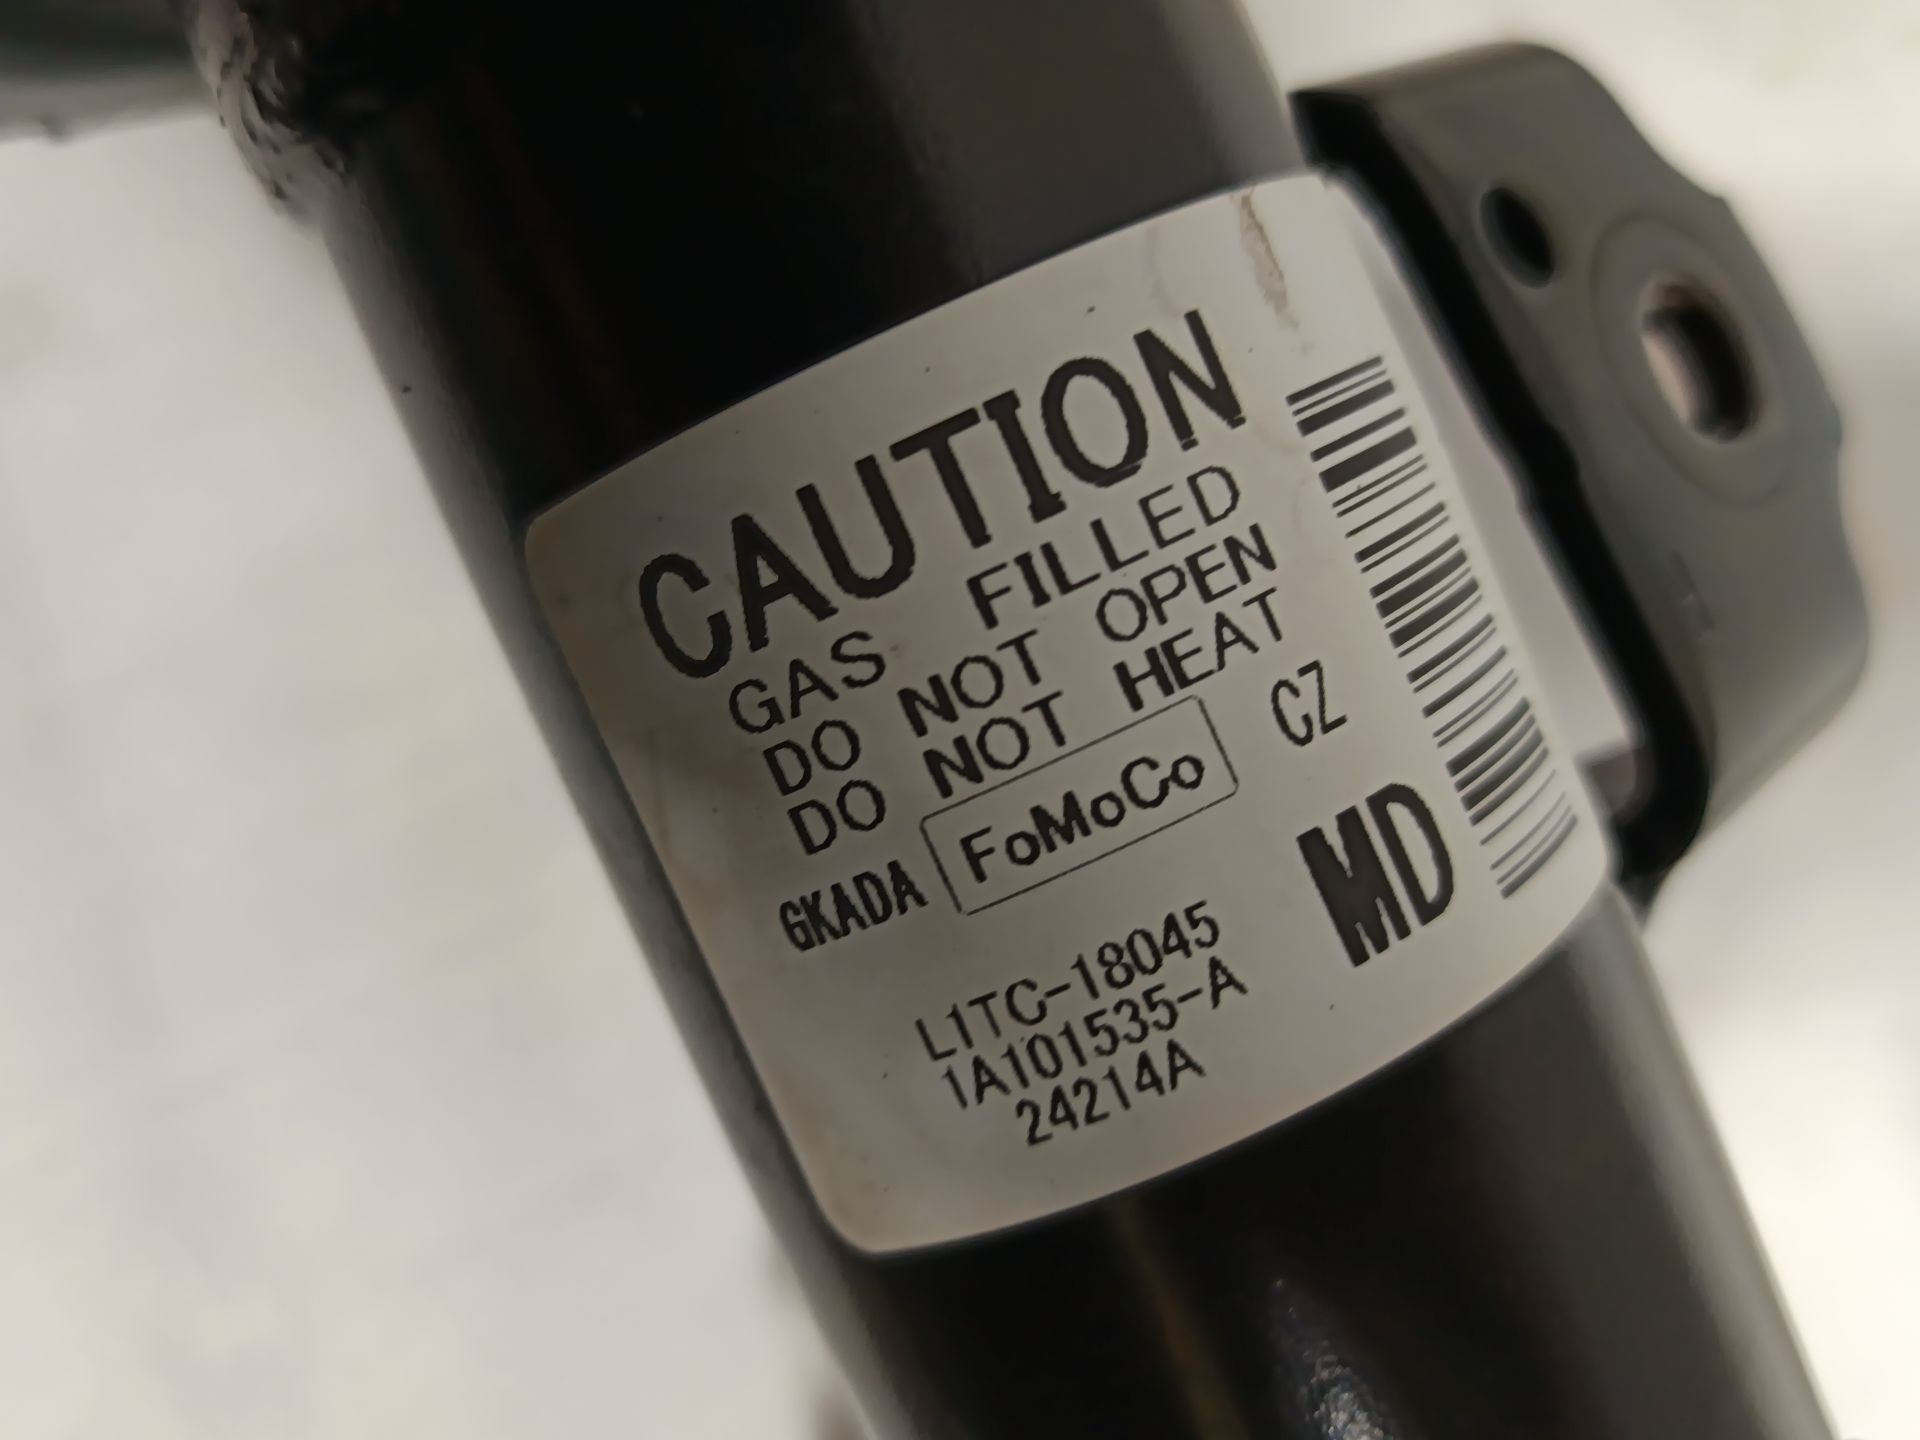 CAUTION
GAS FILLED
DO NOT OPEN
DO NOT HEAT
GKADA FoMoCo CZ
MD
L1TC-18045
1A101535-A
24214A